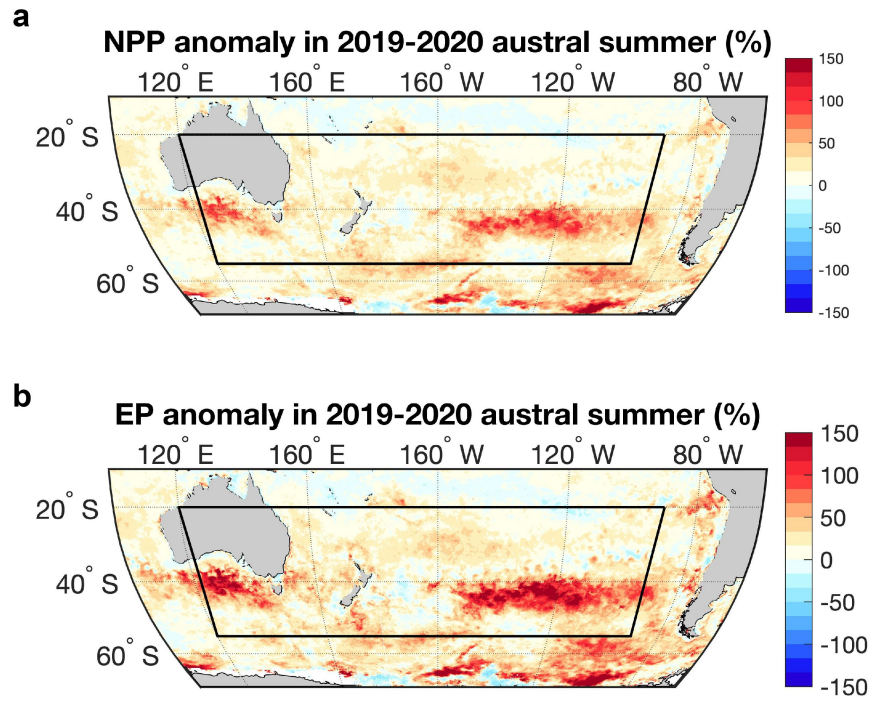 a
NPP anomaly in 2019-2020 austral summer (%)
120° E 160° E 160° W 120° W 80° W
20° S
40° S
60° S
150
100
50
0
-50
-100
-150
b
EP anomaly in 2019-2020 austral summer (%)
120° E 160° E 160° W 120° W 80° W
20° S
40° S
60° S
150
100
50
0
-50
-100
-150